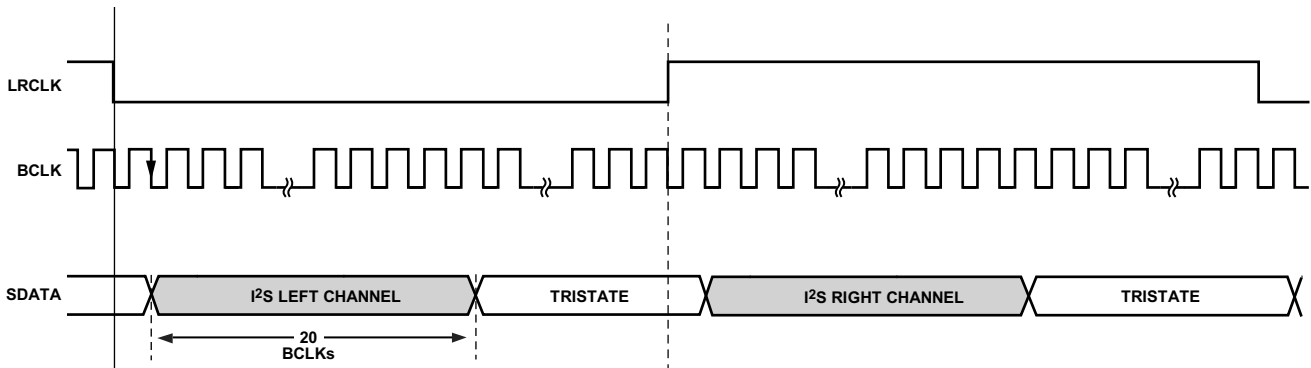 LRCLK
BCLK
SDATA
I²S LEFT CHANNEL
TRISTATE
I²S RIGHT CHANNEL
TRISTATE
20
BCLKs